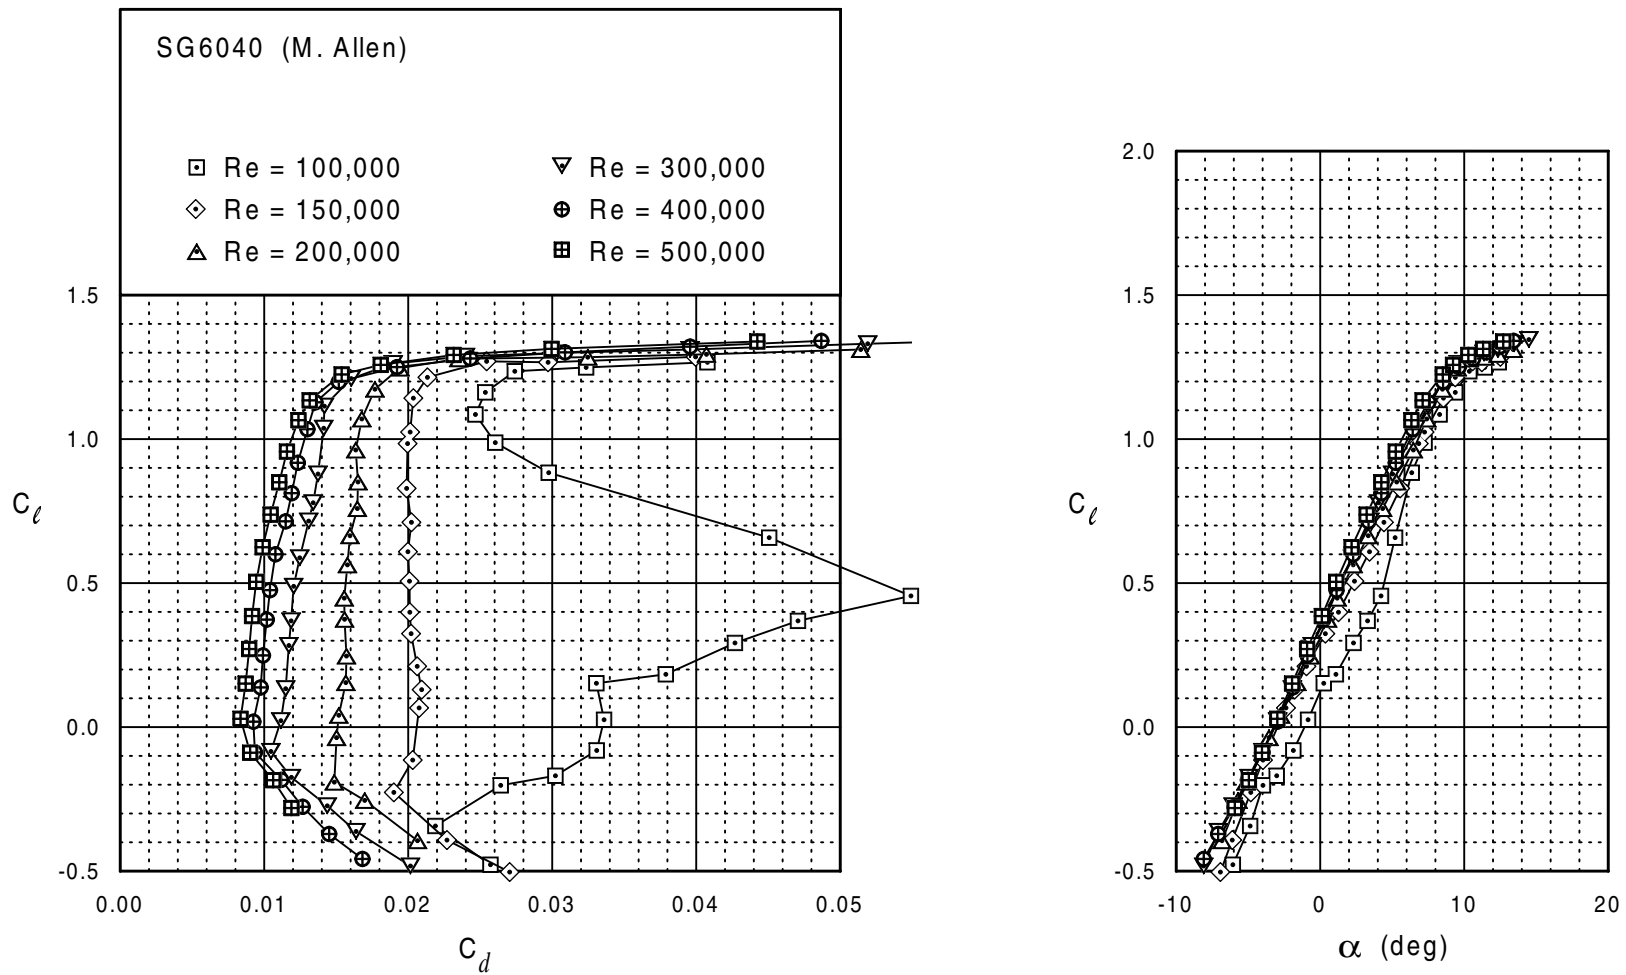 SG6040 (M. Allen)
Re = 100,000
Re = 150,000
Re = 200,000
Re = 300,000
Re = 400,000
Re = 500,000
1.5
1.0
0.5
0.0
-0.5
C_ℓ
0.00 0.01 0.02 0.03 0.04 0.05
C_d
2.0
1.5
1.0
0.5
0.0
-0.5
C_ℓ
-10 0 10 20
α (deg)